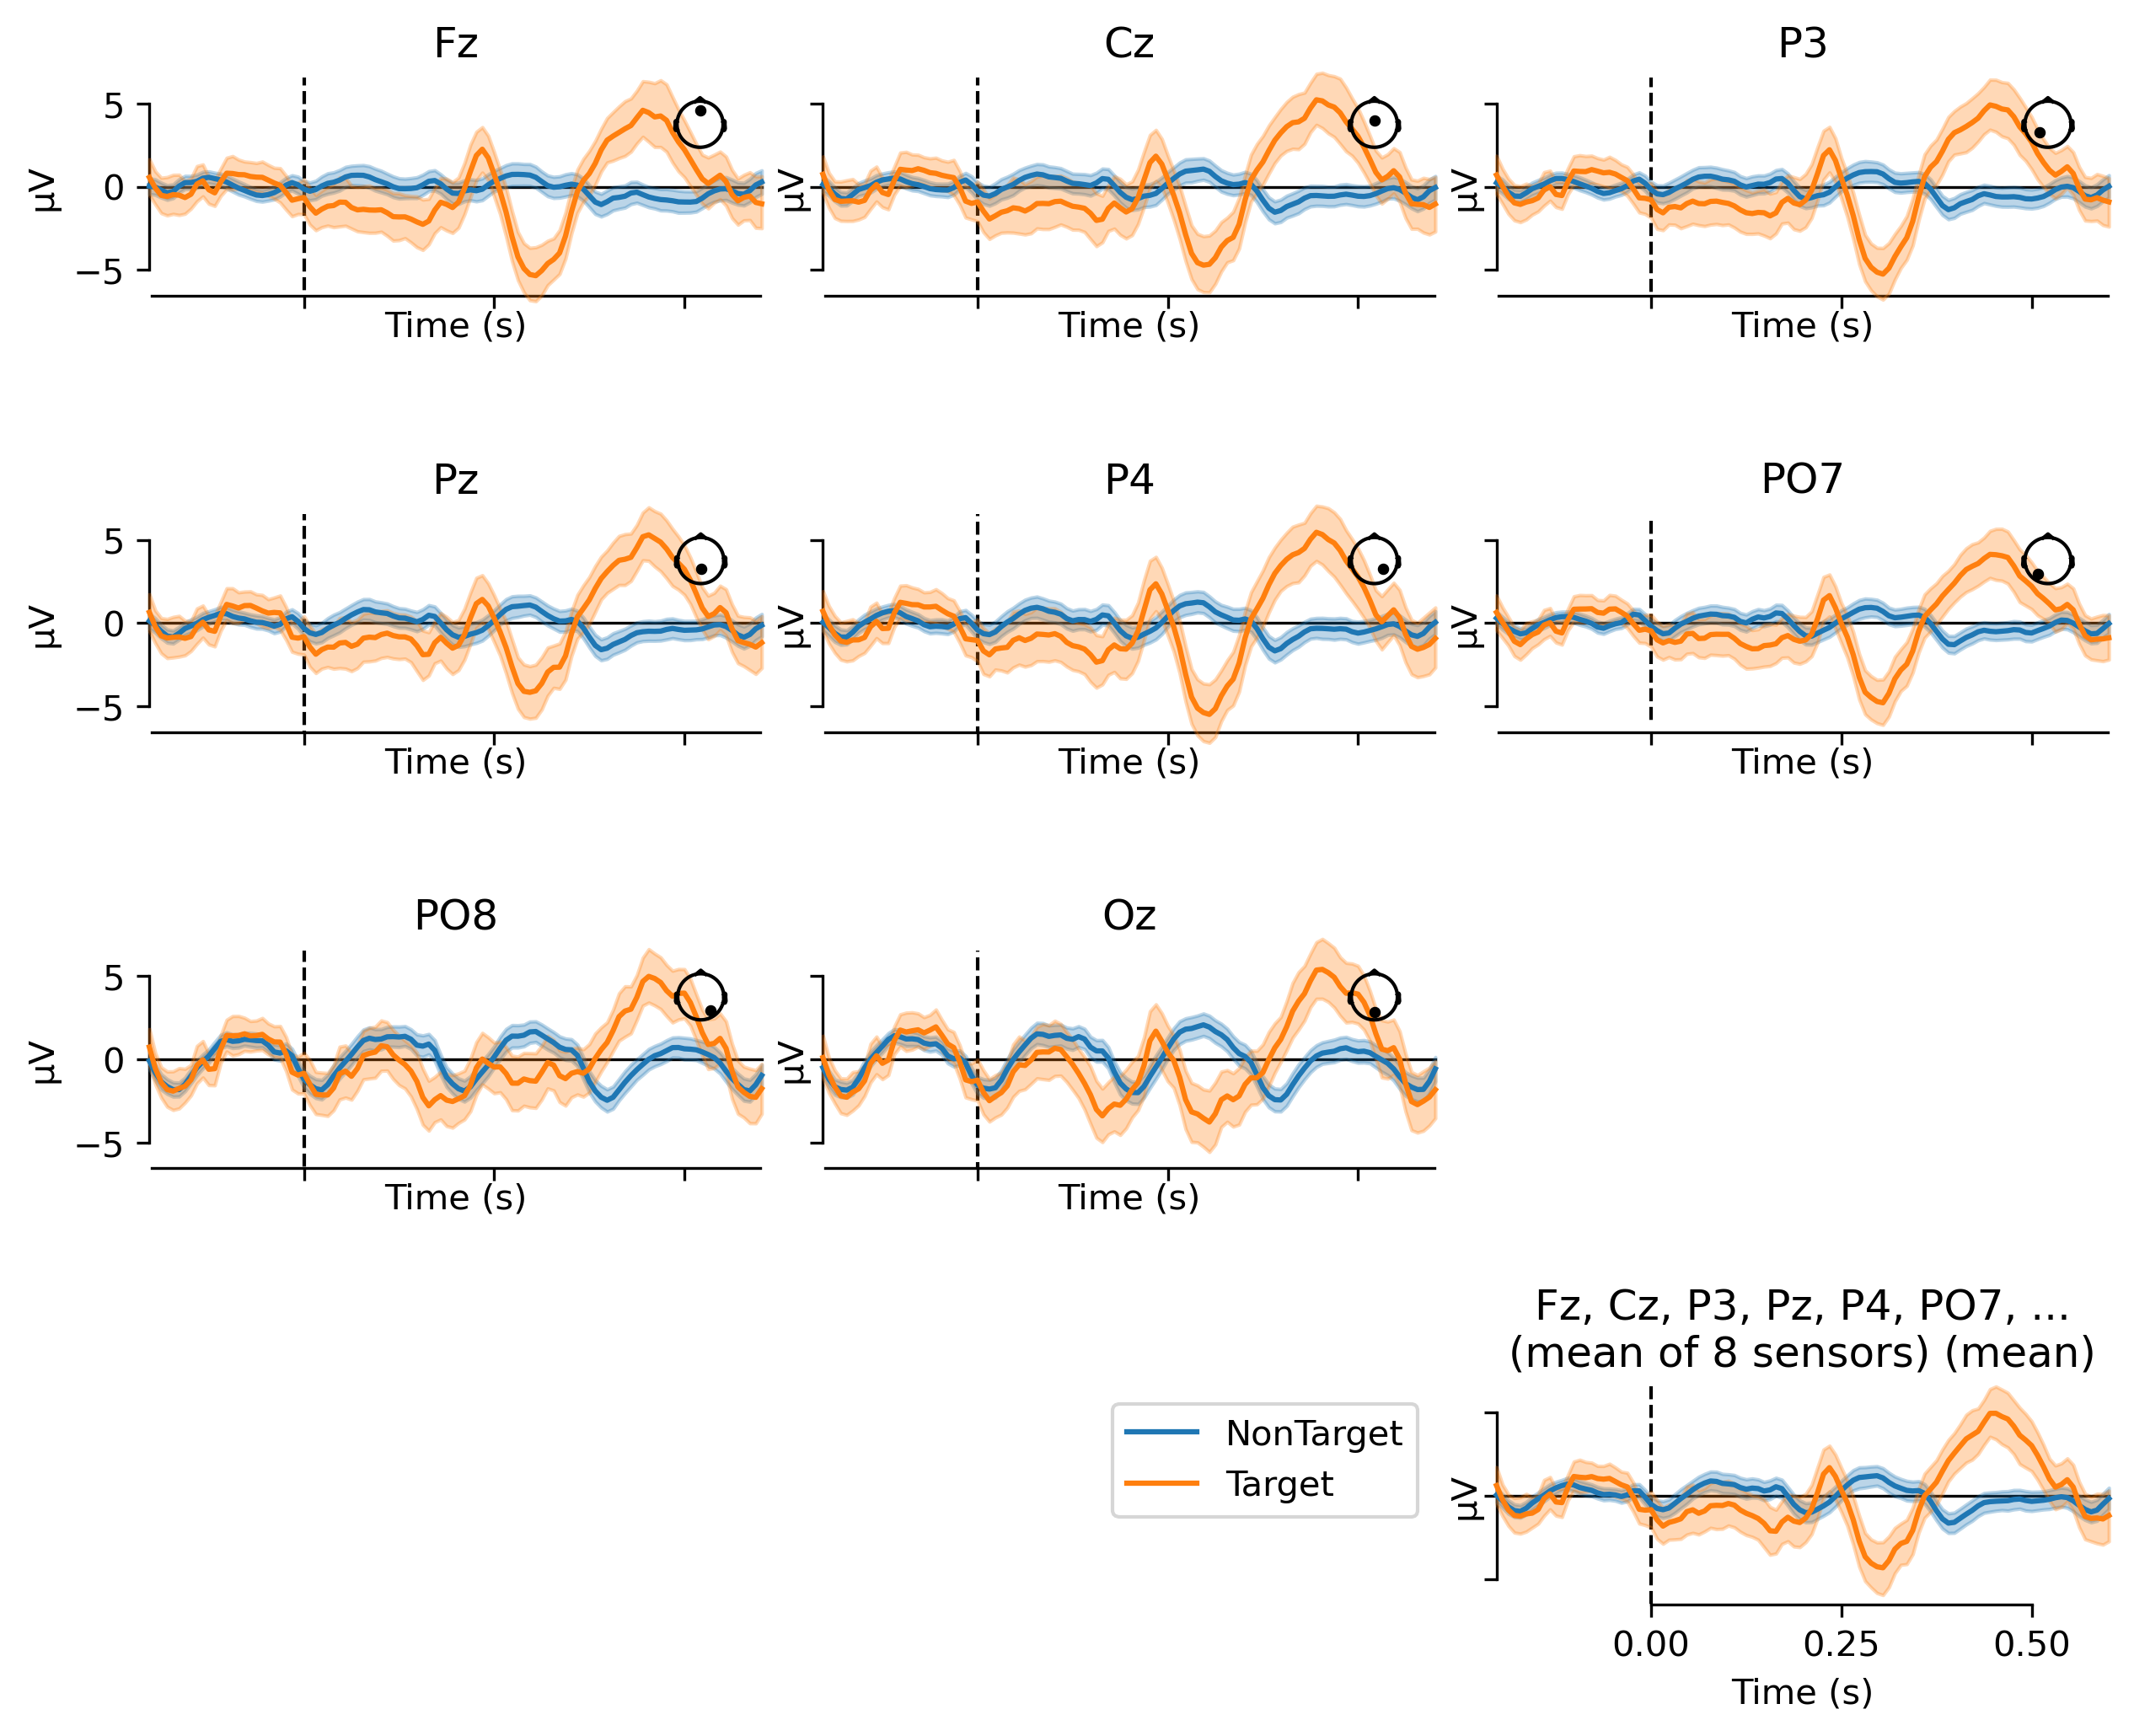 Fz
Cz
P3
5
0
−5
µV
µV
µV
Time (s)
Time (s)
Time (s)
Pz
P4
PO7
5
0
−5
µV
µV
µV
Time (s)
Time (s)
Time (s)
PO8
Oz
5
0
−5
µV
µV
Time (s)
Time (s)
Fz, Cz, P3, Pz, P4, PO7, ...
(mean of 8 sensors) (mean)
NonTarget
Target
µV
0.00
0.25
0.50
Time (s)